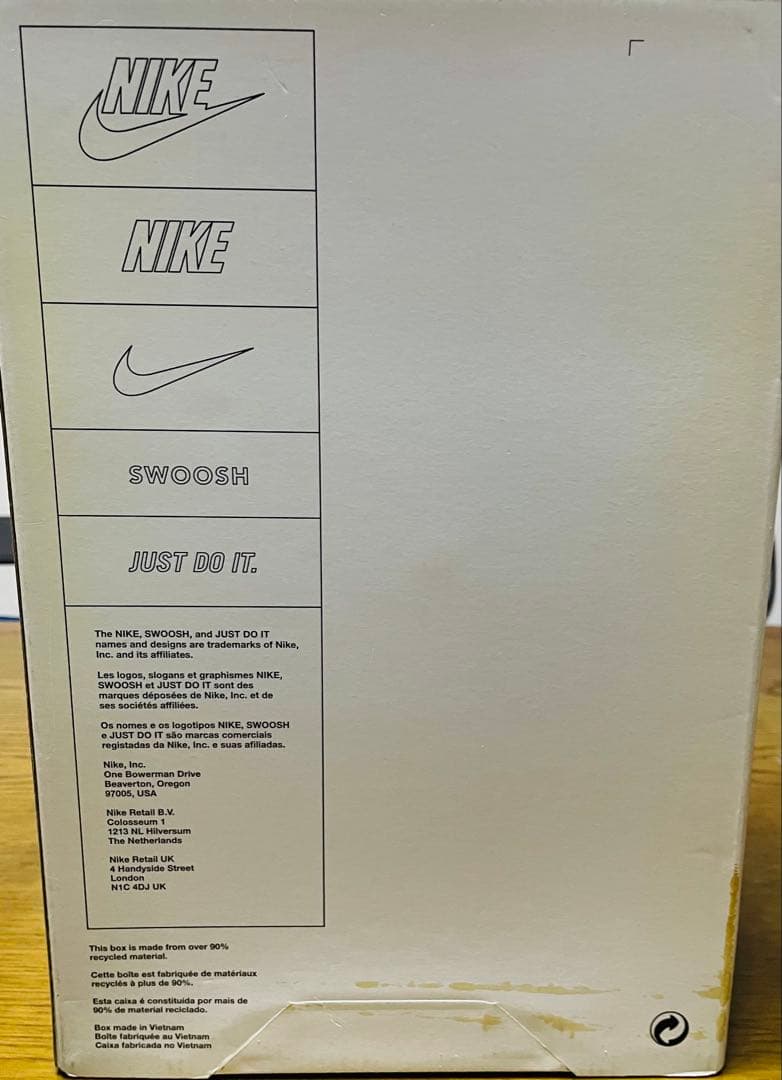 NIKE
NIKE
SWOOSH
JUST DO IT.
The NIKE, SWOOSH, and JUST DO IT
names and designs are trademarks of Nike,
Inc. and its affiliates.
Les logos, slogans et graphismes NIKE,
SWOOSH et JUST DO IT sont des
marques déposées de Nike, Inc. et de
ses sociétés affiliées.
Os nomes e os logotipos NIKE, SWOOSH
e JUST DO IT são marcas comerciais
registadas da Nike, Inc. e suas afiliadas.
Nike, Inc.
One Bowerman Drive
Beaverton, Oregon
97005, USA
Nike Retail B.V.
Colosseum 1
1213 NL Hilversum
The Netherlands
Nike Retail UK
4 Handyside Street
London
N1C 4DJ UK
This box is made from over 90%
recycled material.
Cette boîte est fabriquée de matériaux
recyclés à plus de 90%.
Esta caixa é constituída por mais de
90% de material reciclado.
Box made in Vietnam
Boîte fabriquée au Vietnam
Caixa fabricada no Vietnam